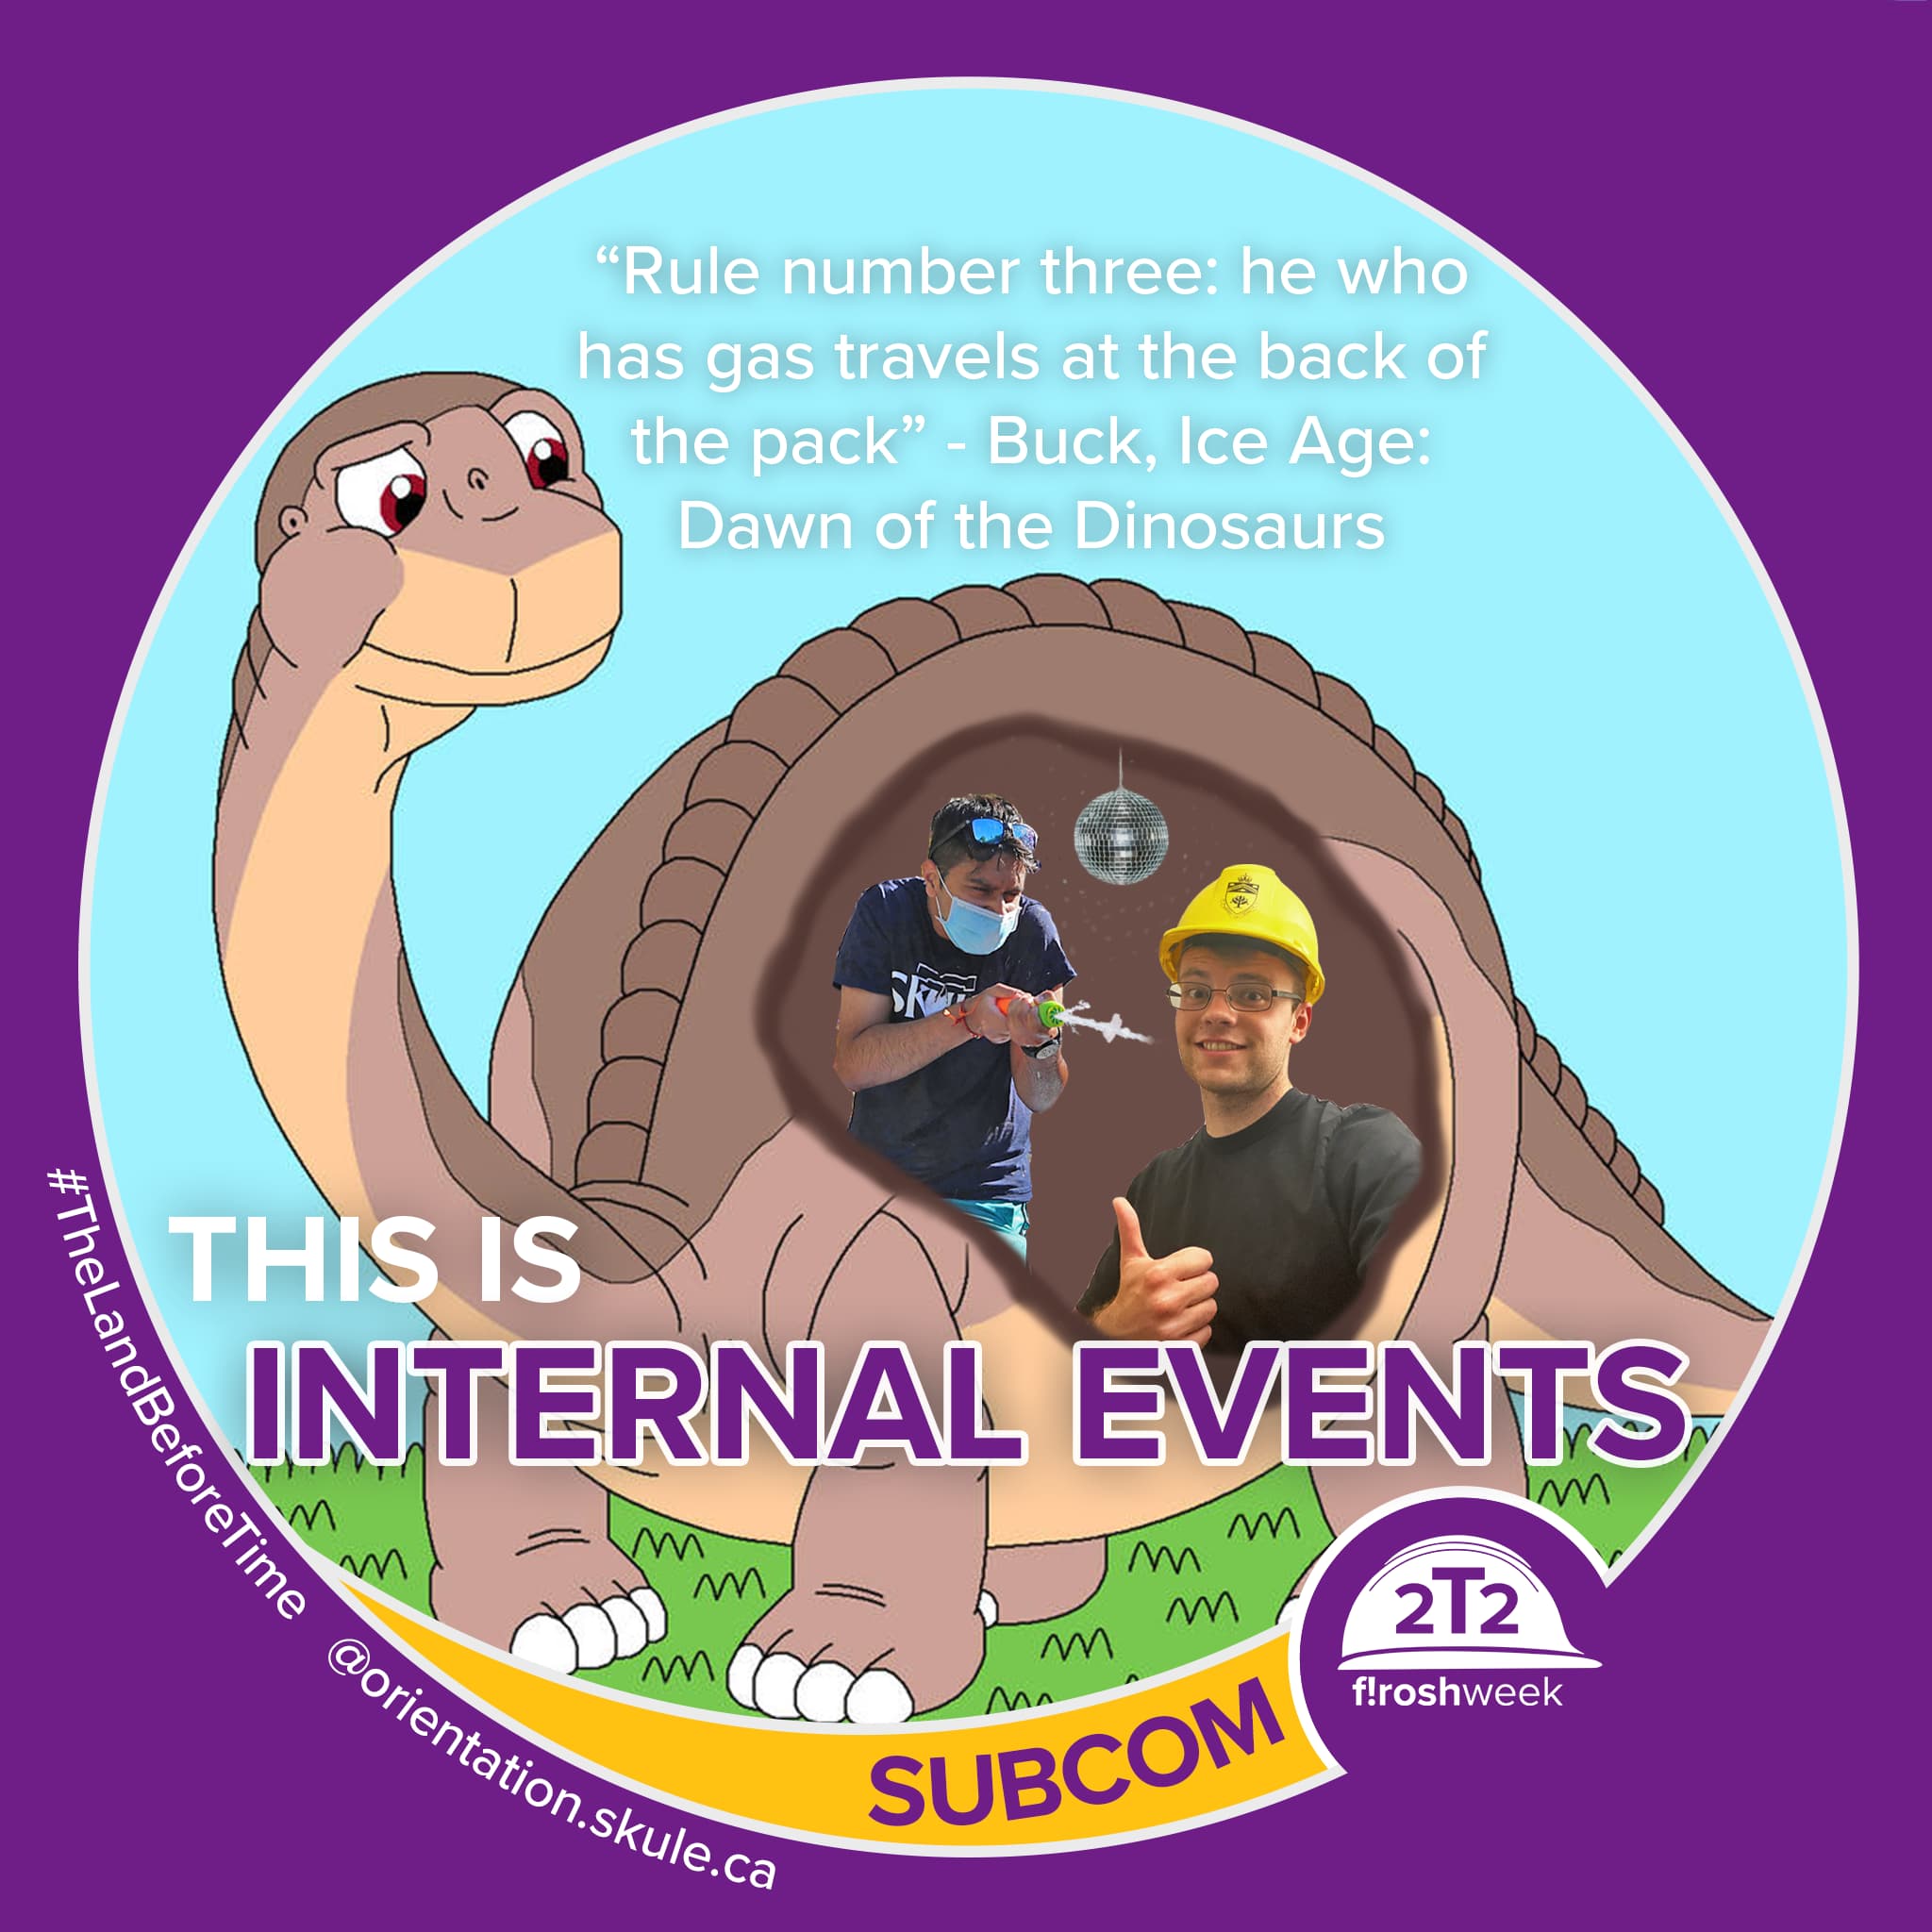 “Rule number three: he who
has gas travels at the back of
the pack” - Buck, Ice Age:
Dawn of the Dinosaurs
THIS IS
INTERNAL EVENTS
#TheLandBeforeTime @orientation.skule.ca
SUBCOM
2T2
f!roshweek